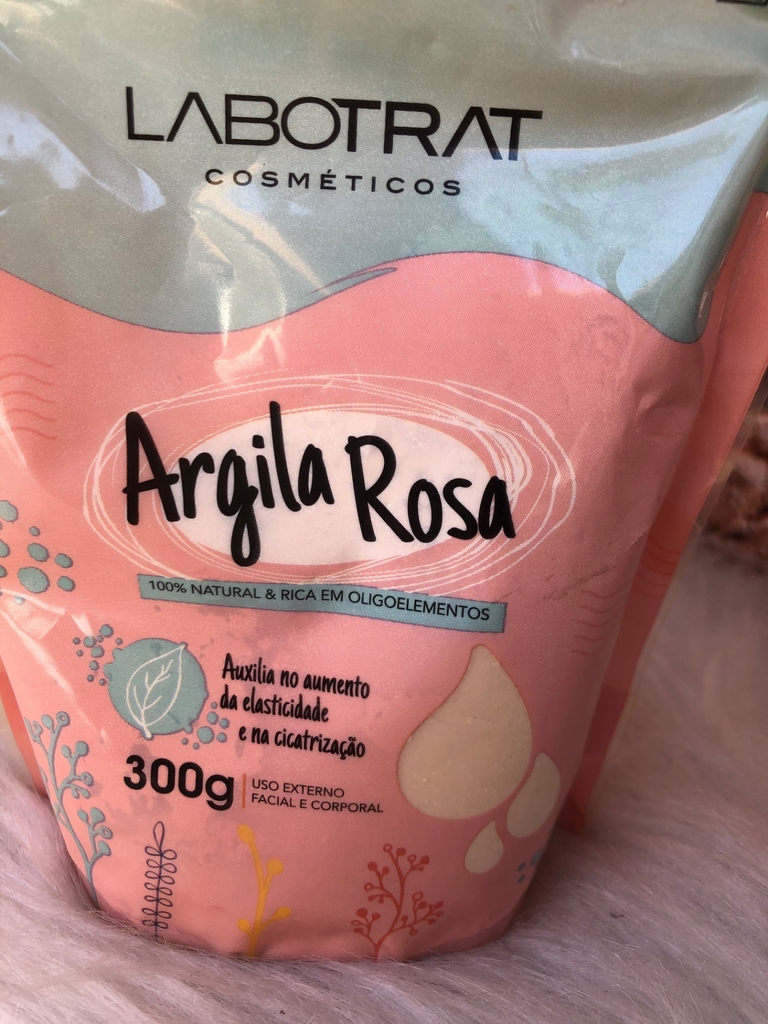 LABOTRAT
COSMÉTICOS
Argila Rosa
100% NATURAL & RICA EM OLIGOELEMENTOS
Auxilia no aumento
da elasticidade
e na cicatrização
300g
USO EXTERNO
FACIAL E CORPORAL